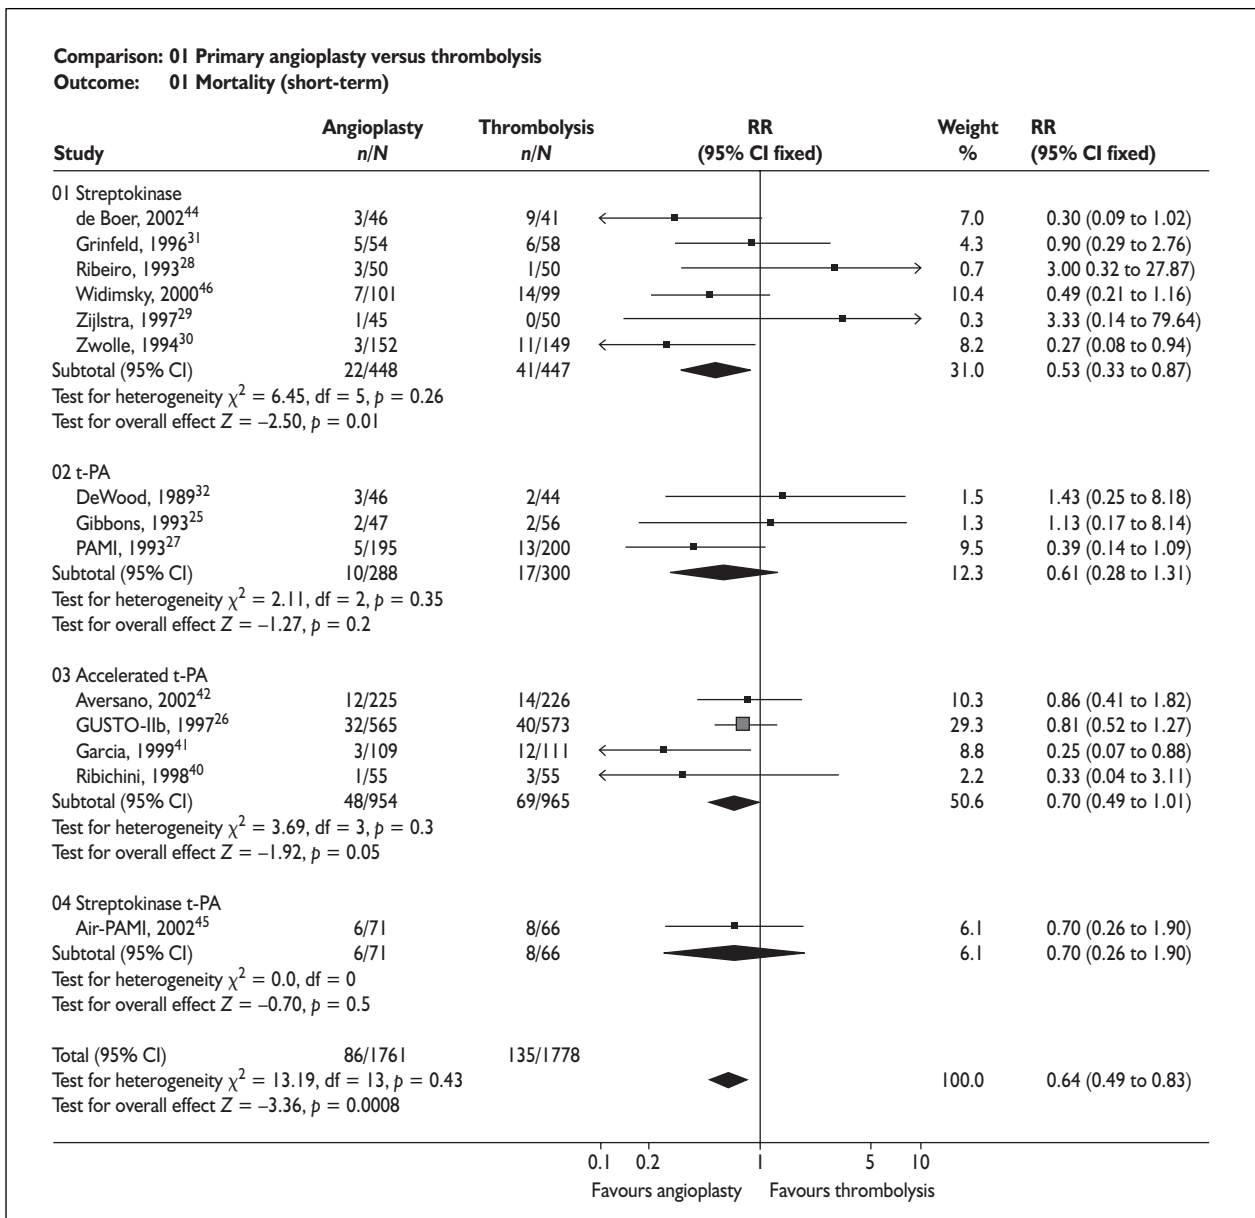 Comparison: 01 Primary angioplasty versus thrombolysis
Outcome: 01 Mortality (short-term)
Angioplasty Thrombolysis RR Weight RR
Study n/N n/N (95% CI fixed) % (95% CI fixed)
01 Streptokinase
de Boer, 2002⁴⁴ 3/46 9/41 7.0 0.30 (0.09 to 1.02)
Grinfeld, 1996³¹ 5/54 6/58 4.3 0.90 (0.29 to 2.76)
Ribeiro, 1993²⁸ 3/50 1/50 0.7 3.00 0.32 to 27.87)
Widimsky, 2000⁴⁶ 7/101 14/99 10.4 0.49 (0.21 to 1.16)
Zijlstra, 1997²⁹ 1/45 0/50 0.3 3.33 (0.14 to 79.64)
Zwolle, 1994³⁰ 3/152 11/149 8.2 0.27 (0.08 to 0.94)
Subtotal (95% CI) 22/448 41/447 31.0 0.53 (0.33 to 0.87)
Test for heterogeneity χ² = 6.45, df = 5, p = 0.26
Test for overall effect Z = –2.50, p = 0.01
02 t-PA
DeWood, 1989³² 3/46 2/44 1.5 1.43 (0.25 to 8.18)
Gibbons, 1993²⁵ 2/47 2/56 1.3 1.13 (0.17 to 8.14)
PAMI, 1993²⁷ 5/195 13/200 9.5 0.39 (0.14 to 1.09)
Subtotal (95% CI) 10/288 17/300 12.3 0.61 (0.28 to 1.31)
Test for heterogeneity χ² = 2.11, df = 2, p = 0.35
Test for overall effect Z = –1.27, p = 0.2
03 Accelerated t-PA
Aversano, 2002⁴² 12/225 14/226 10.3 0.86 (0.41 to 1.82)
GUSTO-IIb, 1997²⁶ 32/565 40/573 29.3 0.81 (0.52 to 1.27)
Garcia, 1999⁴¹ 3/109 12/111 8.8 0.25 (0.07 to 0.88)
Ribichini, 1998⁴⁰ 1/55 3/55 2.2 0.33 (0.04 to 3.11)
Subtotal (95% CI) 48/954 69/965 50.6 0.70 (0.49 to 1.01)
Test for heterogeneity χ² = 3.69, df = 3, p = 0.3
Test for overall effect Z = –1.92, p = 0.05
04 Streptokinase t-PA
Air-PAMI, 2002⁴⁵ 6/71 8/66 6.1 0.70 (0.26 to 1.90)
Subtotal (95% CI) 6/71 8/66 6.1 0.70 (0.26 to 1.90)
Test for heterogeneity χ² = 0.0, df = 0
Test for overall effect Z = –0.70, p = 0.5
Total (95% CI) 86/1761 135/1778
Test for heterogeneity χ² = 13.19, df = 13, p = 0.43 100.0 0.64 (0.49 to 0.83)
Test for overall effect Z = –3.36, p = 0.0008
0.1 0.2 1 5 10
Favours angioplasty Favours thrombolysis